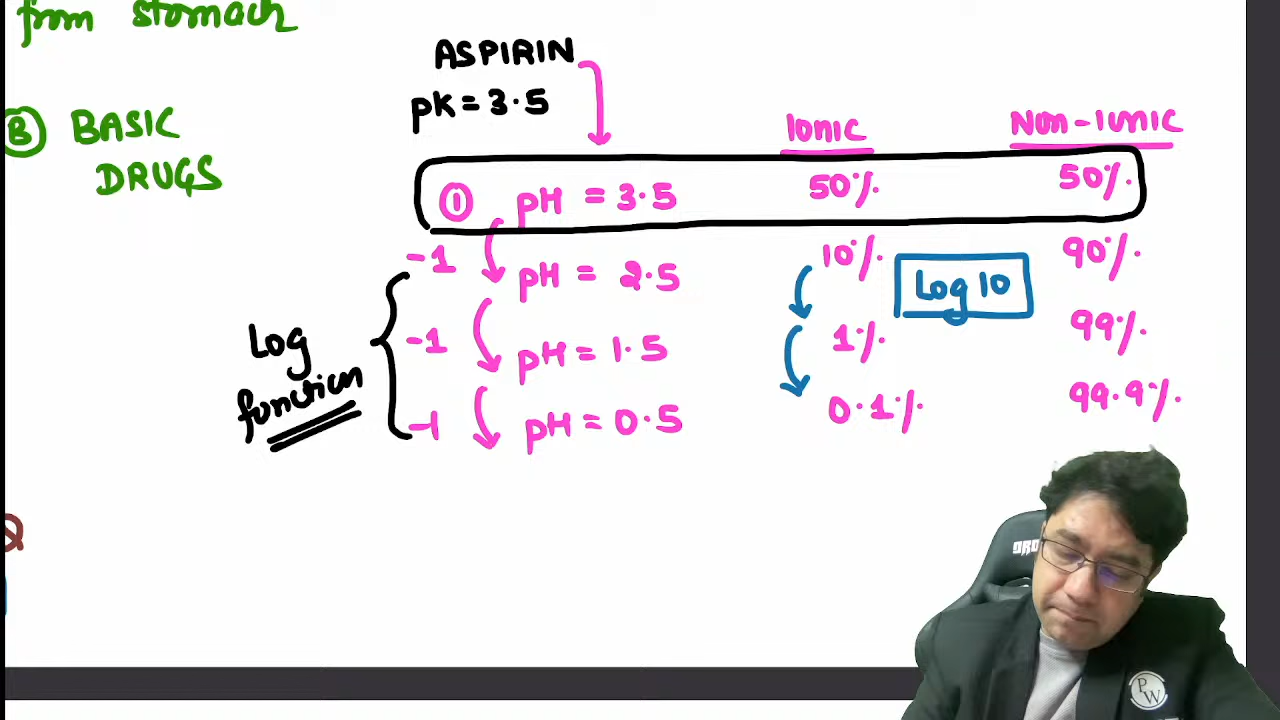 from stomach
B BASIC
DRUGS
ASPIRIN
pk = 3.5
Ionic Non-Ionic
1 pH = 3.5 50% 50%
-1 pH = 2.5 10% 90%
Log 10
-1 pH = 1.5 1% 99%
-1 pH = 0.5 0.1% 99.9%
Log
function
PW